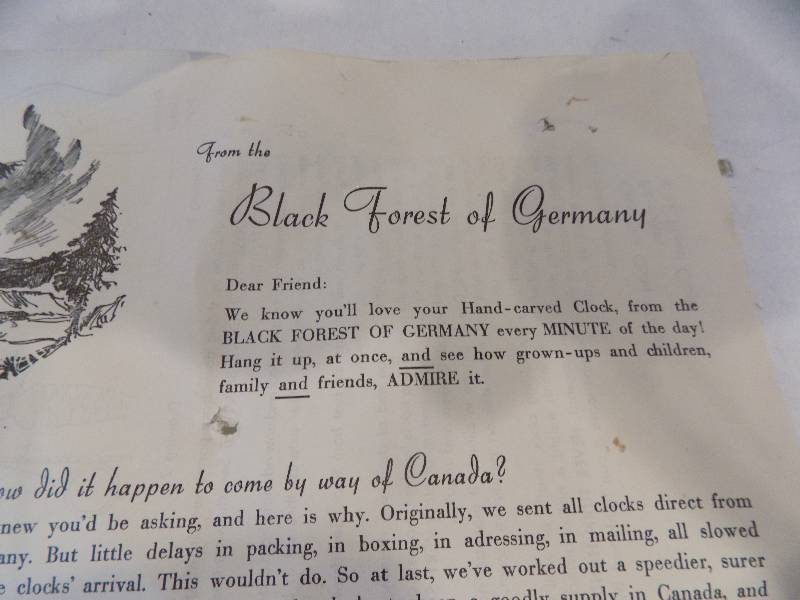 From the
Black Forest of Germany
Dear Friend:
We know you'll love your Hand-carved Clock, from the
BLACK FOREST OF GERMANY every MINUTE of the day!
Hang it up, at once, and see how grown-ups and children,
family and friends, ADMIRE it.
ow did it happen to come by way of Canada?
new you'd be asking, and here is why. Originally, we sent all clocks direct from
any. But little delays in packing, in boxing, in adressing, in mailing, all slowed
e clocks' arrival. This wouldn't do. So at last, we've worked out a speedier, surer
a goodly supply in Canada, and